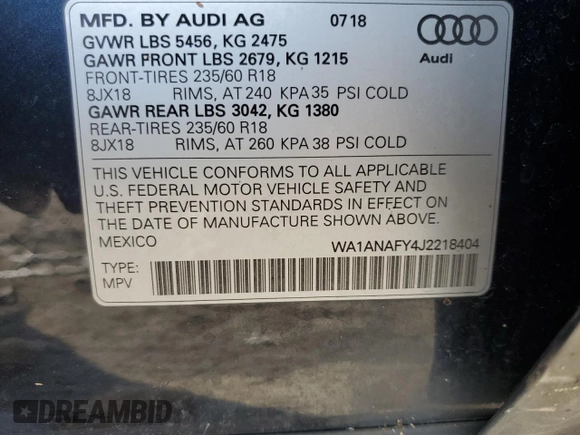 MFD. BY AUDI AG 07/18
GVWR LBS 5456, KG 2475
GAWR FRONT LBS 2679, KG 1215
FRONT-TIRES 235/60 R18
8JX18 RIMS, AT 240 KPA 35 PSI COLD
GAWR REAR LBS 3042, KG 1380
REAR-TIRES 235/60 R18
8JX18 RIMS, AT 260 KPA 38 PSI COLD
Audi
THIS VEHICLE CONFORMS TO ALL APPLICABLE
U.S. FEDERAL MOTOR VEHICLE SAFETY AND
THEFT PREVENTION STANDARDS IN EFFECT ON
THE DATE OF MANUFACTURE SHOWN ABOVE.
MEXICO WA1ANAFY4J2218404
TYPE:
MPV
DREAMBID